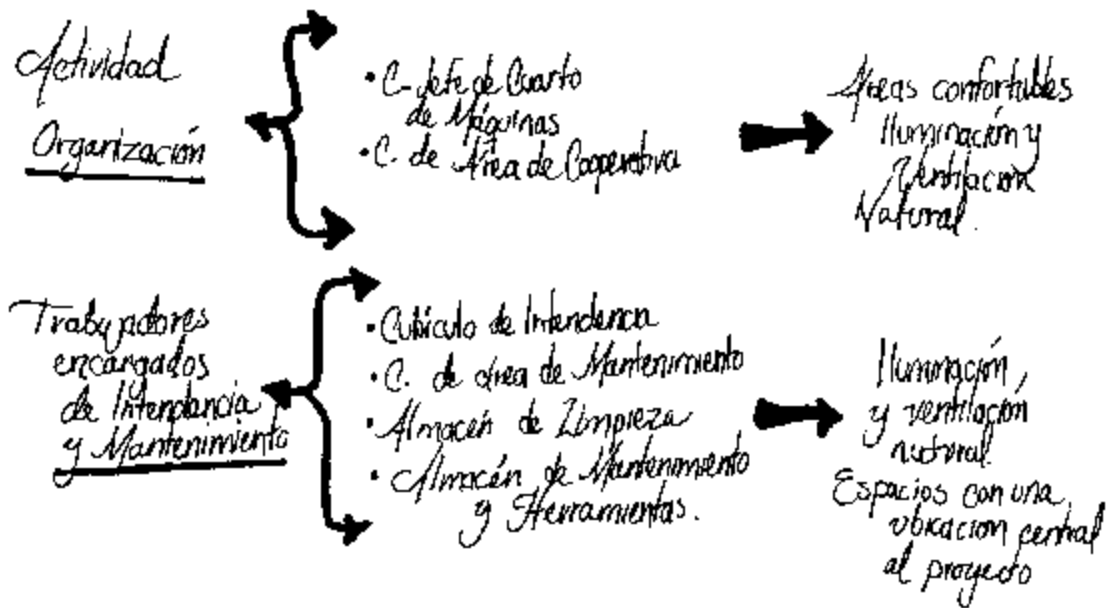 Actividad
Organización
• C. Jefe de Cuarto
de Máquinas
• C. de Área de Cooperativa
Áreas confortables
Iluminación y
Ventilación
Natural.
Trabajadores
encargados
de Intendencia
y Mantenimiento
• Cubículo de Intendencia
• C. de área de Mantenimiento
• Almacén de Limpieza
• Almacén de Mantenimiento
y Herramientas.
Iluminación,
y ventilación
natural.
Espacios con una
ubicación central
al proyecto